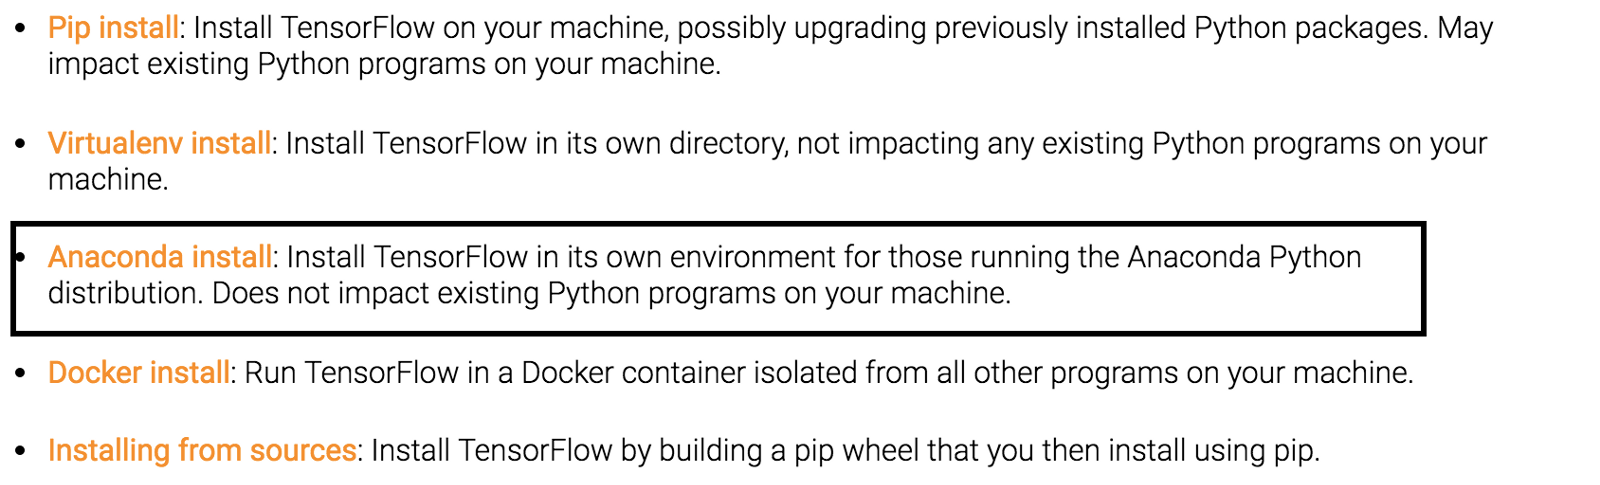 • Pip install: Install TensorFlow on your machine, possibly upgrading previously installed Python packages. May
impact existing Python programs on your machine.
• Virtualenv install: Install TensorFlow in its own directory, not impacting any existing Python programs on your
machine.
• Anaconda install: Install TensorFlow in its own environment for those running the Anaconda Python
distribution. Does not impact existing Python programs on your machine.
• Docker install: Run TensorFlow in a Docker container isolated from all other programs on your machine.
• Installing from sources: Install TensorFlow by building a pip wheel that you then install using pip.